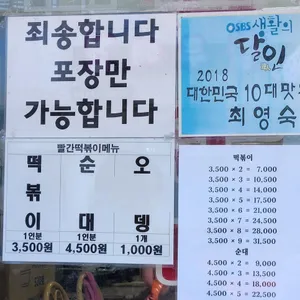 죄송합니다
포장만
가능합니다
OSBS 생활의
달인
2018
대한민국 10대맛
최영숙
빨간떡볶이메뉴
떡볶이 순대 오뎅
1인분 1인분 1개
3,500원 4,500원 1,000원
떡볶이
3,500 × 2 = 7,000
3,500 × 3 = 10,500
3,500 × 4 = 14,000
3,500 × 5 = 17,500
3,500 × 6 = 21,000
3,500 × 7 = 24,500
3,500 × 8 = 28,000
3,500 × 9 = 31,500
순대
4,500 × 2 = 9,000
4,500 × 3 = 13,500
4,500 × 4 = 18,000
4,500 × 5 = 22,500